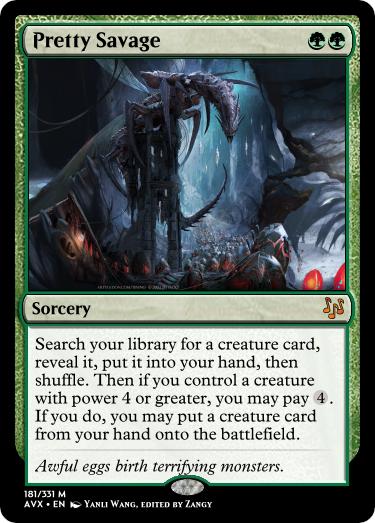 Pretty Savage
Sorcery
Search your library for a creature card,
reveal it, put it into your hand, then
shuffle. Then if you control a creature
with power 4 or greater, you may pay 4.
If you do, you may put a creature card
from your hand onto the battlefield.
Awful eggs birth terrifying monsters.
181/331 M
AVX • EN Yanli Wang, edited by Zangy